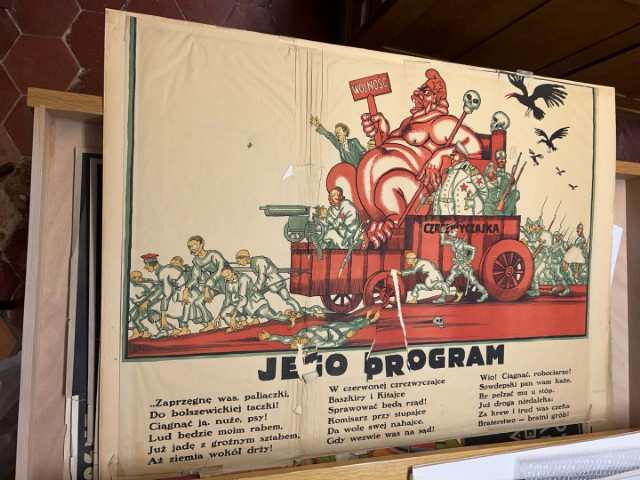 WOLNOŚĆ
CZREZWYCZAJKA
JEGO PROGRAM
„Zaprzęgnę was, paliaczki,
Do bolszewickiej taczki!
Ciągnąć ją, nuże, psy!
Lud będzie moim rabem,
Już jadę z groźnym sztabem,
Aż ziemia wokół drży!
W czerwonej czrezwyczajce
Baszkiry i Kitajce
Sprawować będą rząd!
Komisarz przy stupajce
Da wolę swej nahajce,
Gdy wezwie was na sąd!
Wio! Ciągnąć, robociarze!
Sowdepski pan wam każe,
By pełzać mu u stóp.
Już droga niedaleka;
Za krew i trud was czeka
Braterstwo — bratni grób!